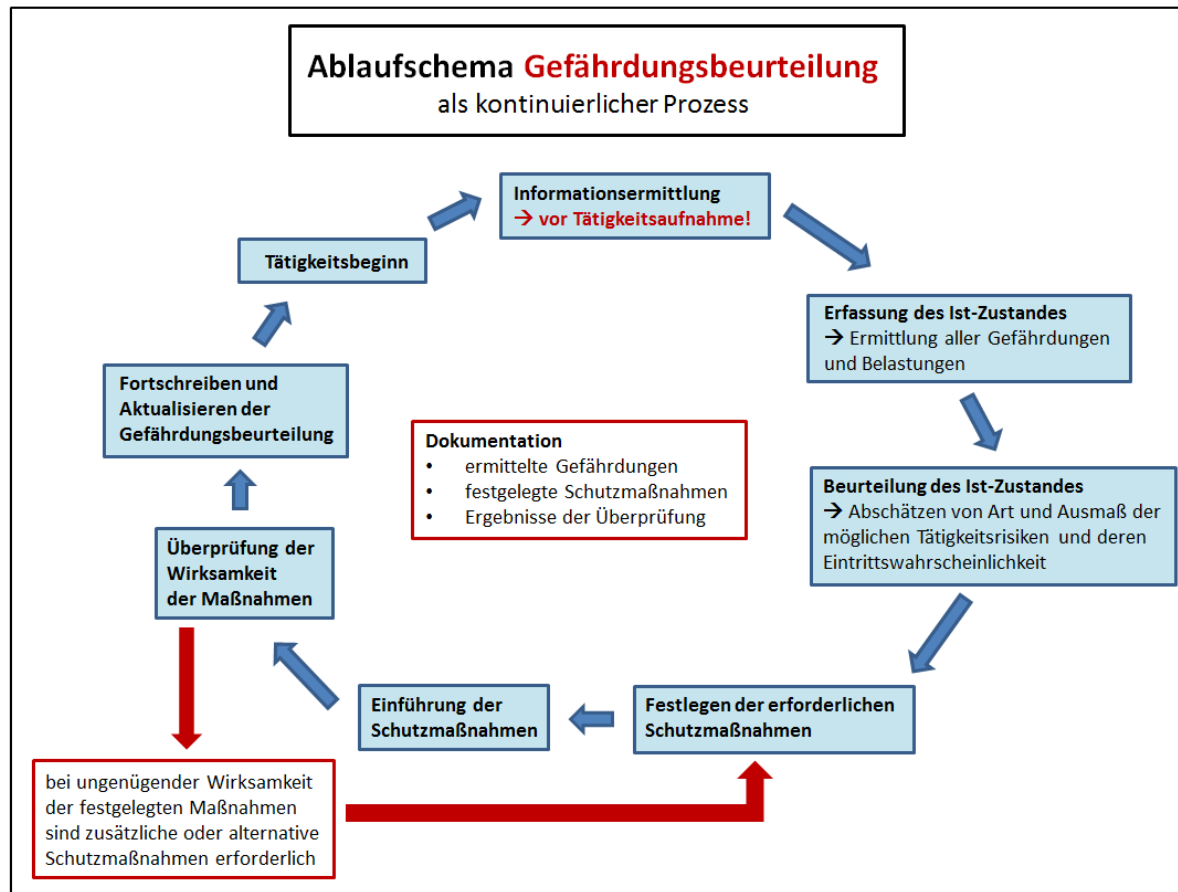 Ablaufschema Gefährdungsbeurteilung
als kontinuierlicher Prozess
Informationsermittlung
→ vor Tätigkeitsaufnahme!
Tätigkeitsbeginn
Erfassung des Ist-Zustandes
→ Ermittlung aller Gefährdungen
und Belastungen
Fortschreiben und
Aktualisieren der
Gefährdungsbeurteilung
Dokumentation
• ermittelte Gefährdungen
• festgelegte Schutzmaßnahmen
• Ergebnisse der Überprüfung
Beurteilung des Ist-Zustandes
→ Abschätzen von Art und Ausmaß der
möglichen Tätigkeitsrisiken und deren
Eintrittswahrscheinlichkeit
Überprüfung der
Wirksamkeit
der Maßnahmen
Einführung der
Schutzmaßnahmen
Festlegen der erforderlichen
Schutzmaßnahmen
bei ungenügender Wirksamkeit
der festgelegten Maßnahmen
sind zusätzliche oder alternative
Schutzmaßnahmen erforderlich